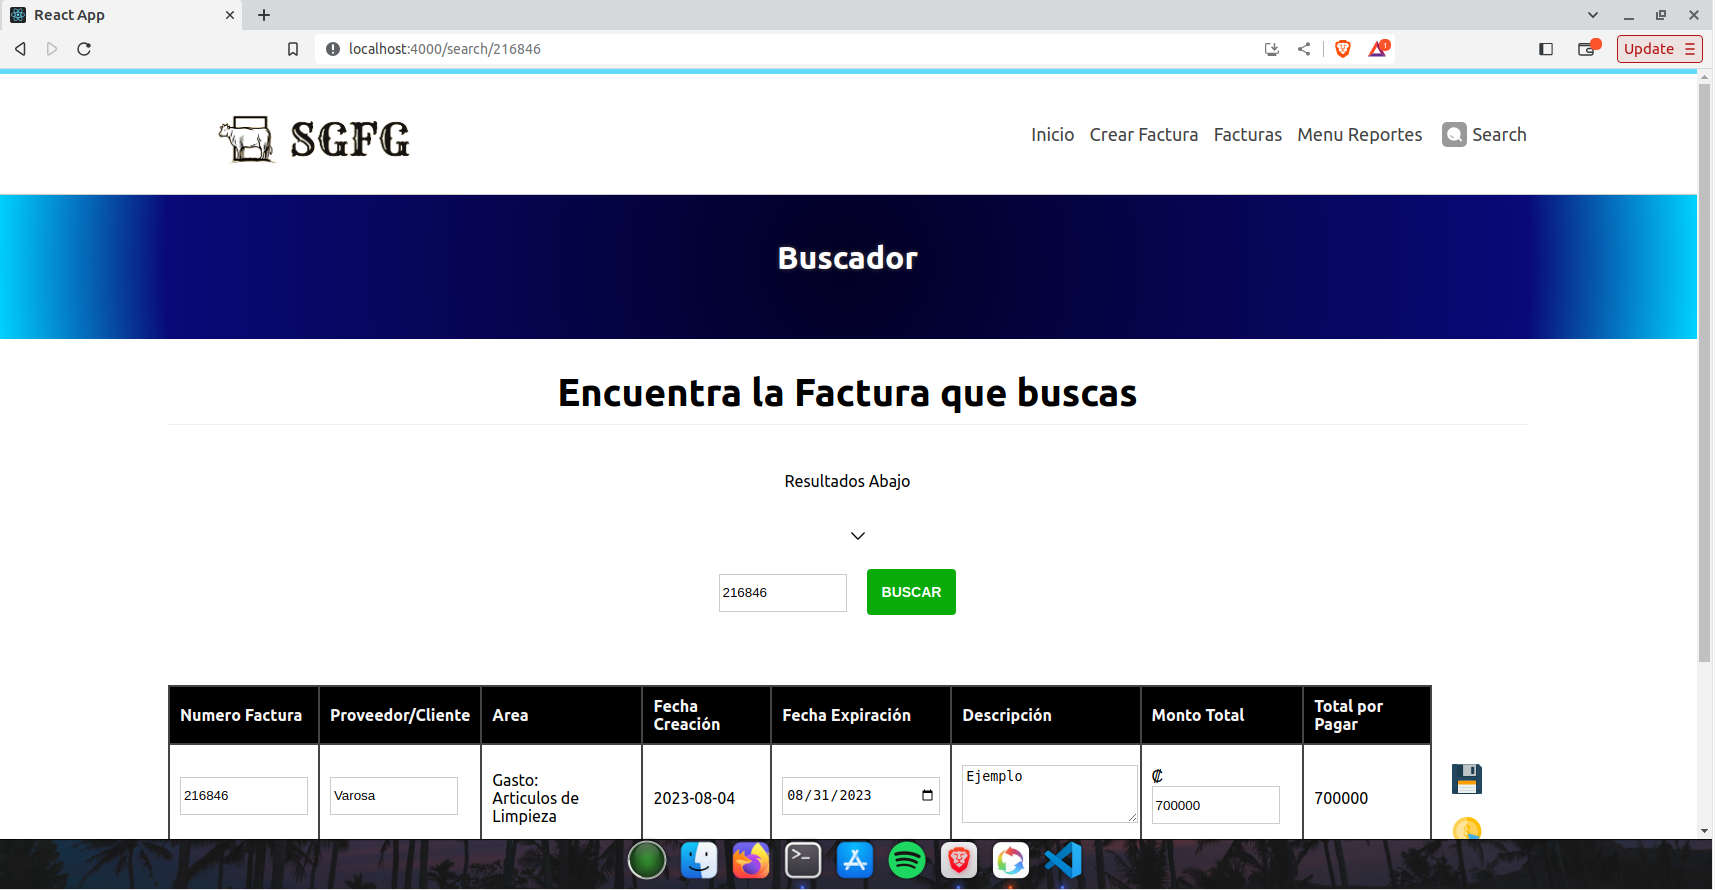 React App
localhost:4000/search/216846
1
Update
SGFG
Inicio Crear Factura Facturas Menu Reportes Search
Buscador
Encuentra la Factura que buscas
Resultados Abajo
216846 BUSCAR
Numero Factura Proveedor/Cliente Area Fecha Creación Fecha Expiración Descripción Monto Total Total por Pagar
216846 Varosa Gasto: Articulos de Limpieza 2023-08-04 08/31/2023 Ejemplo ₡ 700000 700000